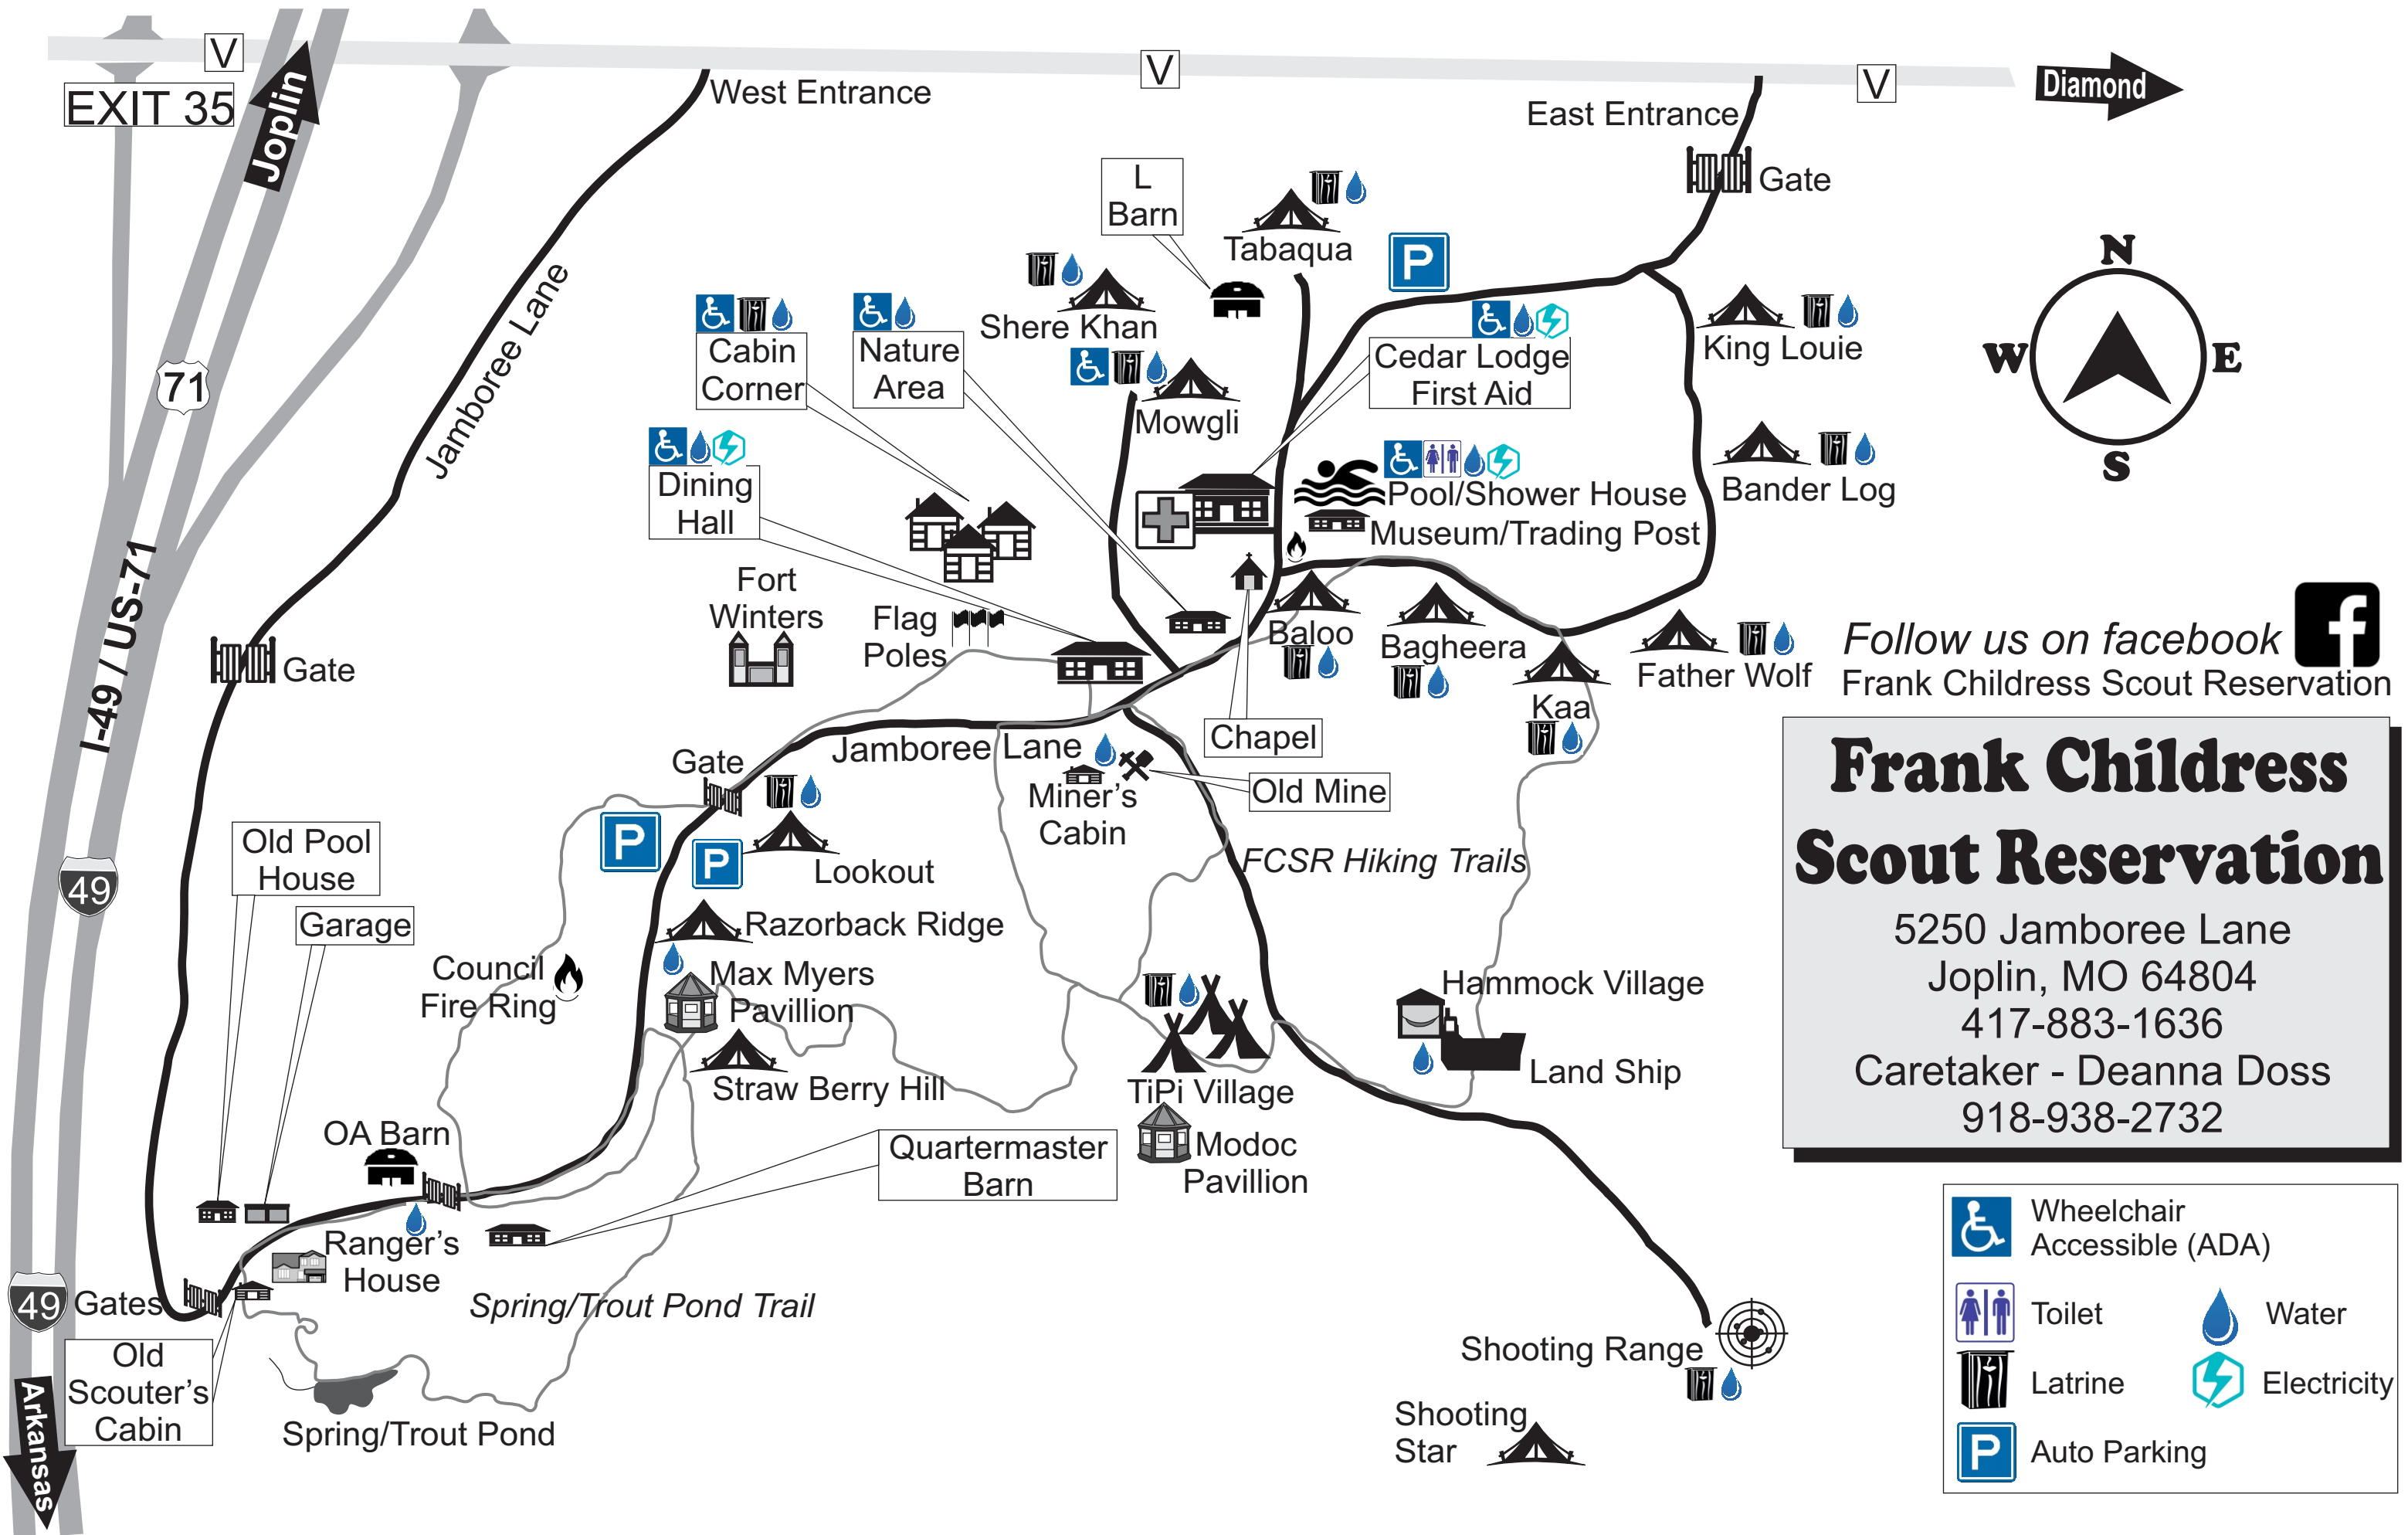 V
V
V
EXIT 35
Joplin
West Entrance
East Entrance
Diamond
Gate
L
Barn
Tabaqua
P
N
W
E
S
Jamboree Lane
Shere Khan
King Louie
Cabin
Corner
Nature
Area
Cedar Lodge
First Aid
71
Mowgli
Dining
Hall
Pool/Shower House
Museum/Trading Post
Bander Log
I-49 / US-71
Fort
Winters
Flag
Poles
Baloo
Bagheera
Father Wolf
Kaa
Follow us on facebook
f
Frank Childress Scout Reservation
Gate
Chapel
Jamboree Lane
Gate
Miner's
Cabin
Old Mine
Frank Childress
Scout Reservation
5250 Jamboree Lane
Joplin, MO 64804
417-883-1636
Caretaker - Deanna Doss
918-938-2732
P
P
Lookout
FCSR Hiking Trails
Old Pool
House
Garage
49
Razorback Ridge
Council
Fire Ring
Max Myers
Pavillion
Hammock Village
Land Ship
Straw Berry Hill
TiPi Village
Modoc
Pavillion
OA Barn
Quartermaster
Barn
Ranger's
House
49
Gates
Spring/Trout Pond Trail
Old
Scouter's
Cabin
Spring/Trout Pond
Arkansas
Shooting Range
Shooting
Star
Wheelchair
Accessible (ADA)
Toilet
Water
Latrine
Electricity
P
Auto Parking